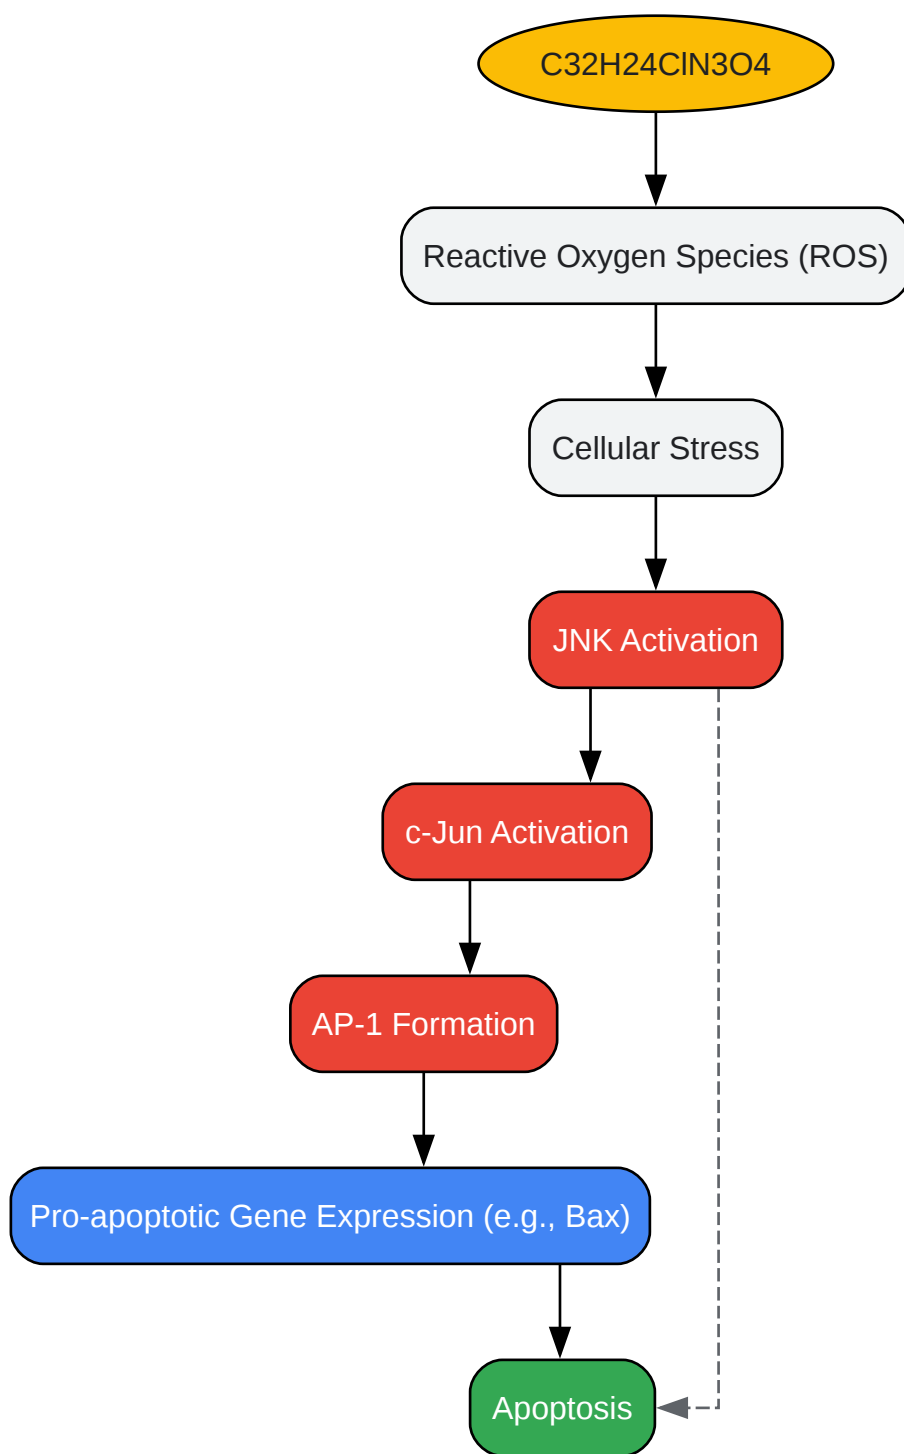 C32H24ClN3O4
Reactive Oxygen Species (ROS)
Cellular Stress
JNK Activation
c-Jun Activation
AP-1 Formation
Pro-apoptotic Gene Expression (e.g., Bax)
Apoptosis